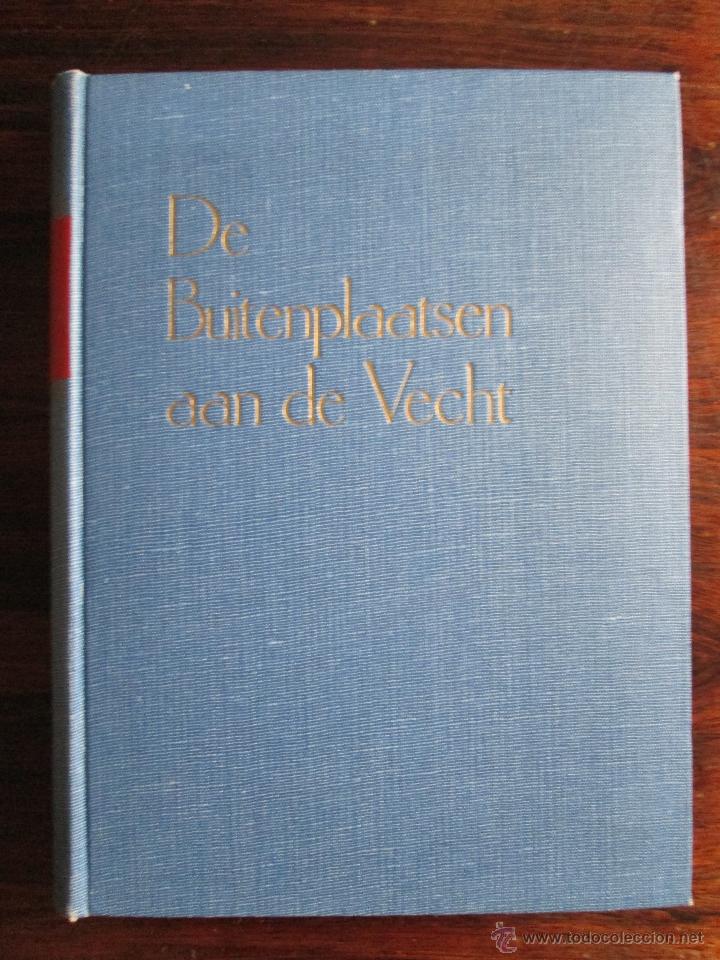 De
Buitenplaatsen
aan de Vecht
© www.todocoleccion.net